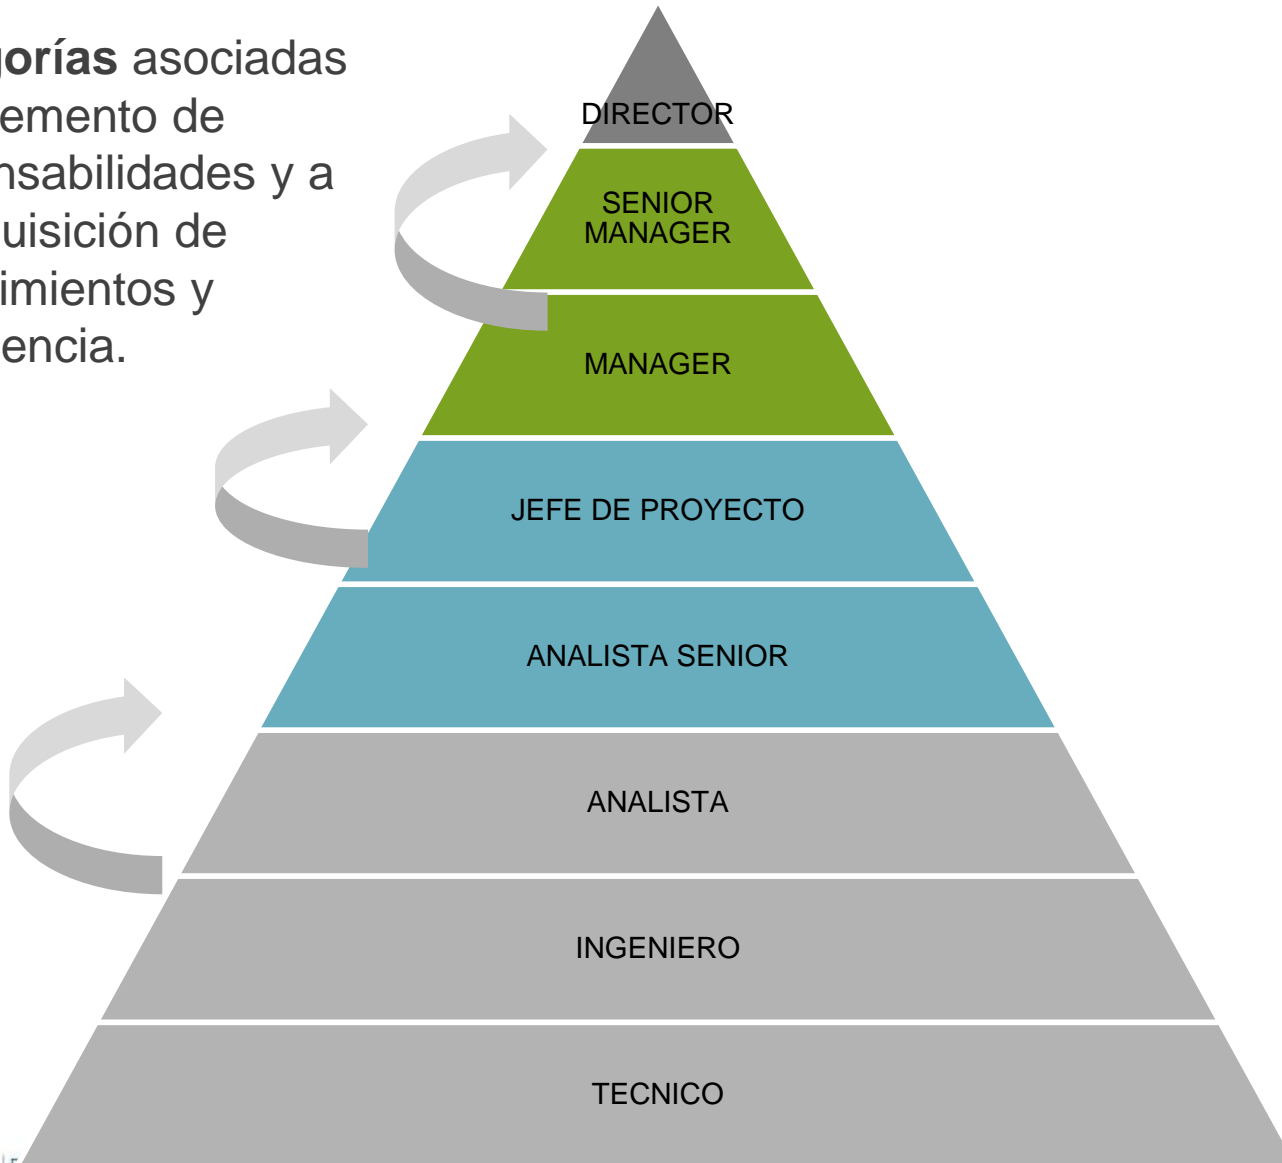 gorías asociadas
emento de
nsabilidades y a
uisición de
imientos y
encia.
DIRECTOR
SENIOR
MANAGER
MANAGER
JEFE DE PROYECTO
ANALISTA SENIOR
ANALISTA
INGENIERO
TECNICO